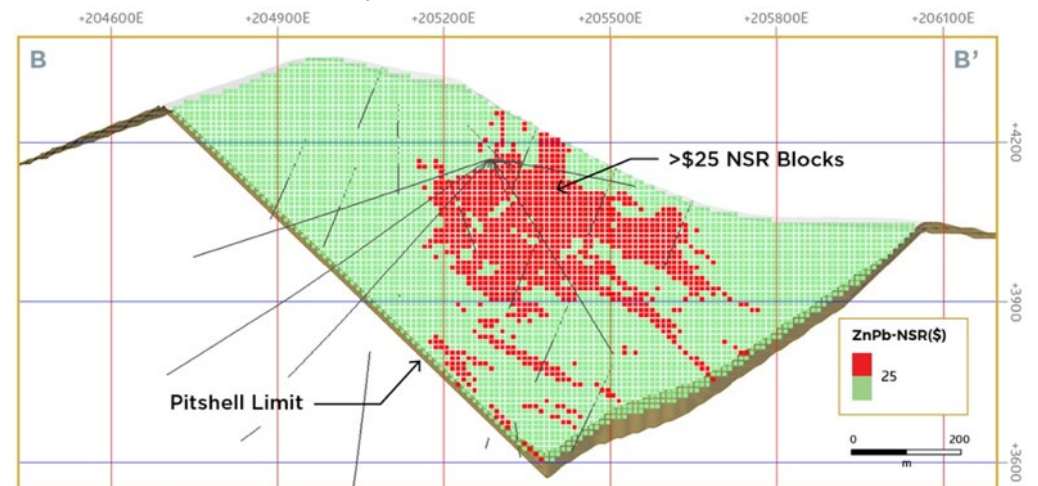 +204600E +204900E +205200E +205500E +205800E +206100E
B B'
+4200
>$25 NSR Blocks
+3900
ZnPb-NSR($)
25
Pitshell Limit
0 200
m
+3600